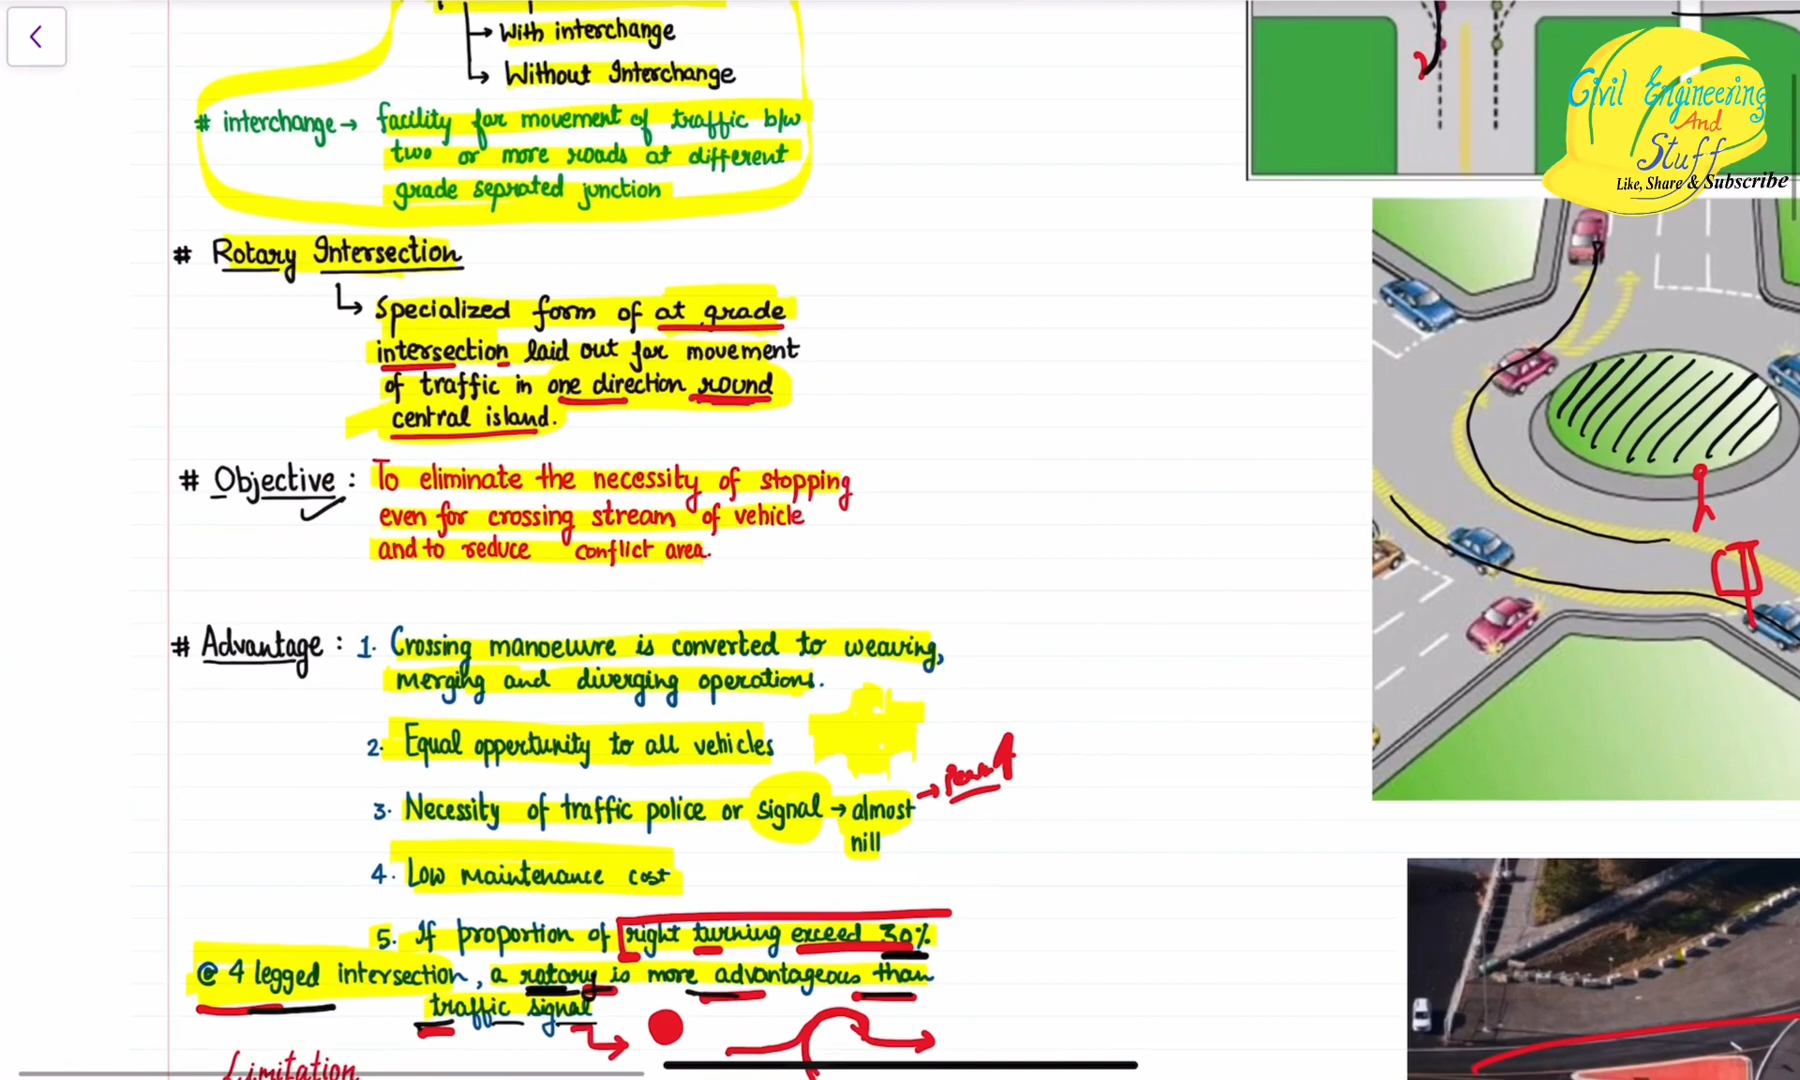 With interchange
Without Interchange
# interchange → facility for movement of traffic b/w
two or more roads at different
grade seprated junction
# Rotary Intersection
Specialized form of at grade
intersection laid out for movement
of traffic in one direction round
central island.
# Objective : To eliminate the necessity of stopping
even for crossing stream of vehicle
and to reduce conflict area.
# Advantage : 1. Crossing manoeuvre is converted to weaving,
merging and diverging operations.
2. Equal opportunity to all vehicles
3. Necessity of traffic police or signal → almost
nill
4. Low maintenance cost
5. If proportion of right turning exceed 30%
@ 4 legged intersection, a rotary is more advantageous than
traffic signal
Limitation
Civil Engineering
And
Stuff
Like, Share & Subscribe